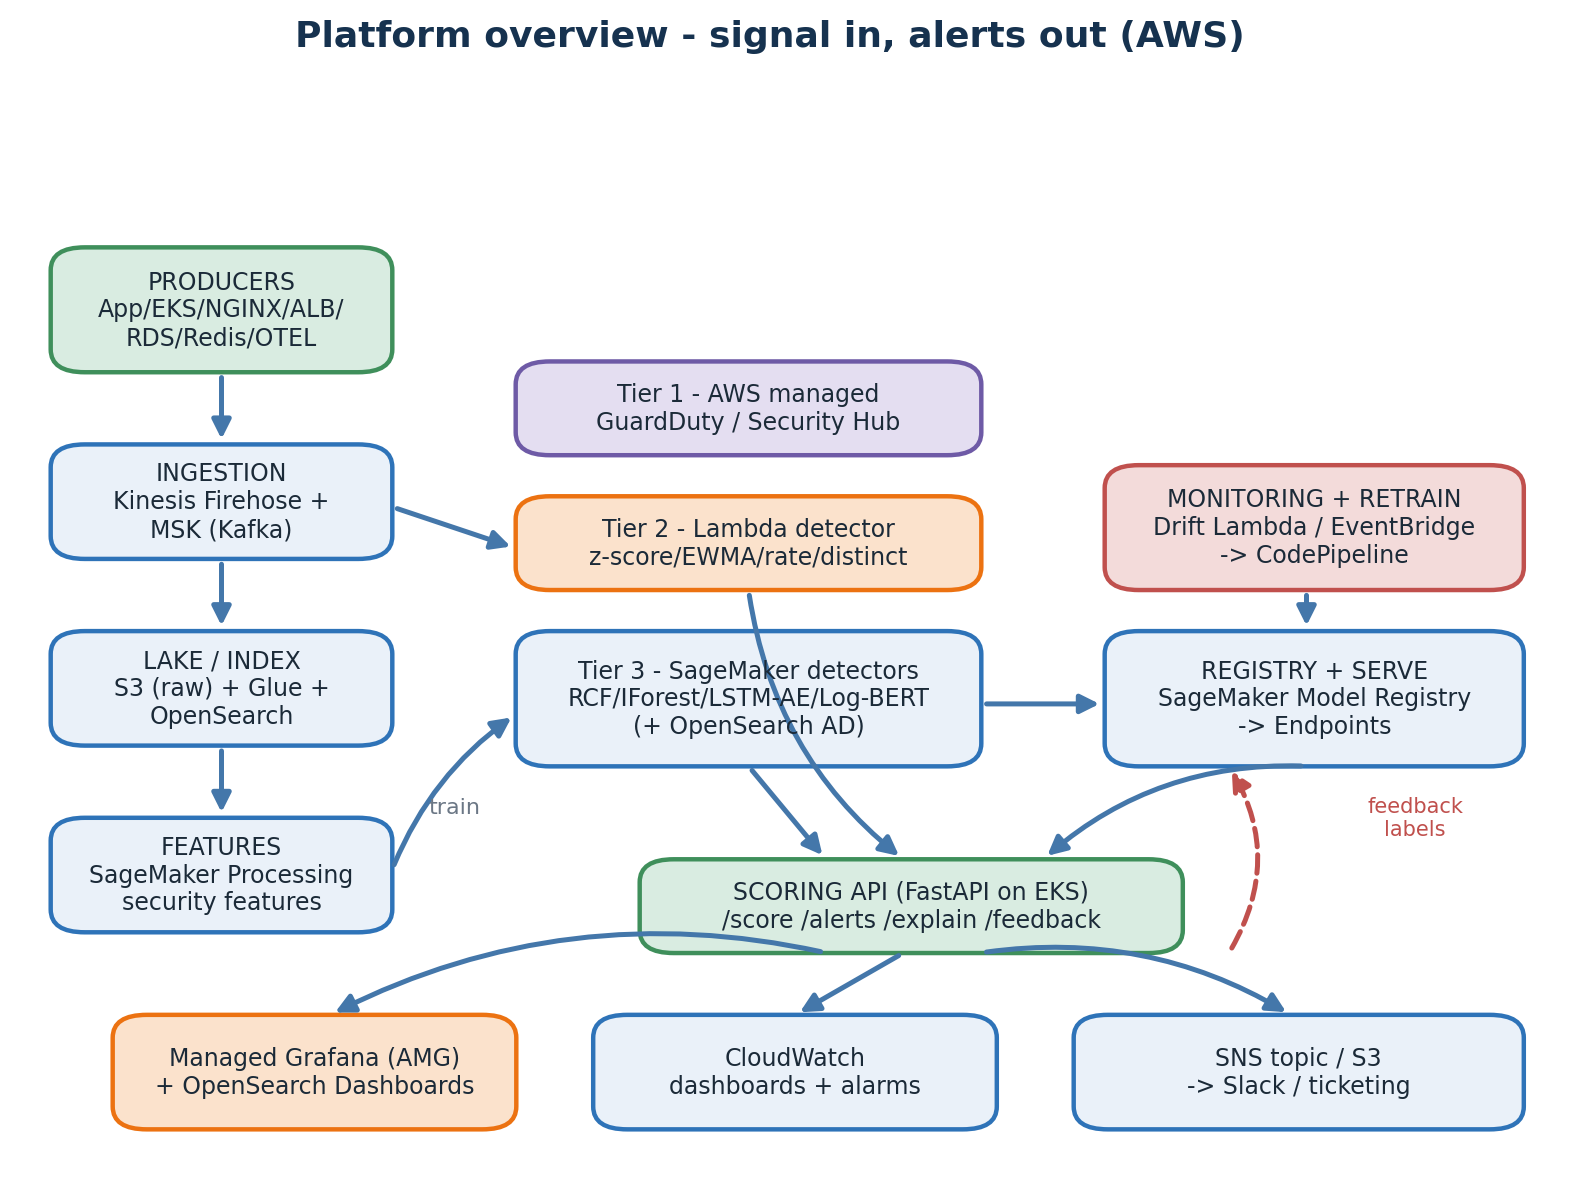 Platform overview - signal in, alerts out (AWS)
PRODUCERS
App/EKS/NGINX/ALB/
RDS/Redis/OTEL
INGESTION
Kinesis Firehose +
MSK (Kafka)
LAKE / INDEX
S3 (raw) + Glue +
OpenSearch
FEATURES
SageMaker Processing
security features
train
Tier 1 - AWS managed
GuardDuty / Security Hub
Tier 2 - Lambda detector
z-score/EWMA/rate/distinct
Tier 3 - SageMaker detectors
RCF/IForest/LSTM-AE/Log-BERT
(+ OpenSearch AD)
MONITORING + RETRAIN
Drift Lambda / EventBridge
-> CodePipeline
REGISTRY + SERVE
SageMaker Model Registry
-> Endpoints
feedback
labels
SCORING API (FastAPI on EKS)
/score /alerts /explain /feedback
Managed Grafana (AMG)
+ OpenSearch Dashboards
CloudWatch
dashboards + alarms
SNS topic / S3
-> Slack / ticketing